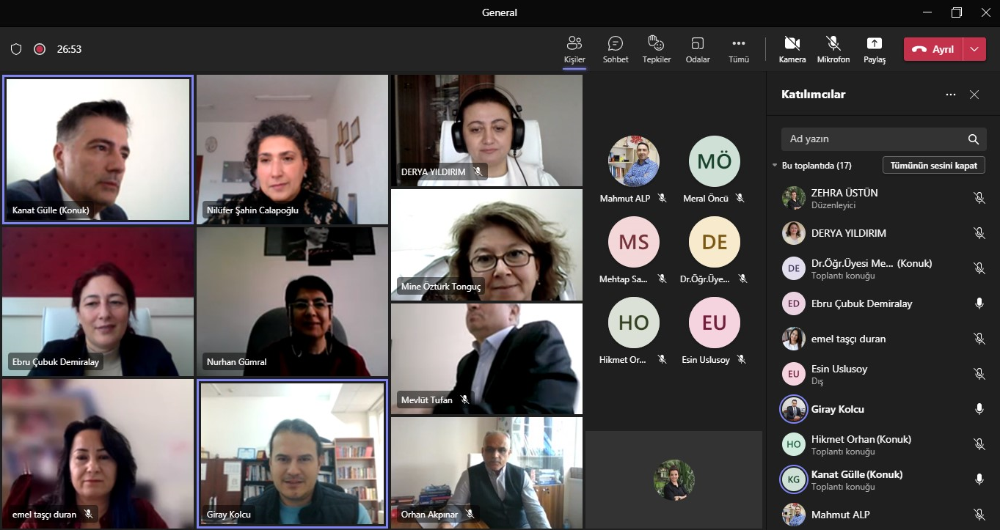 General
26:53
Kişiler
Sohbet
Tepkiler
Odalar
Tümü
Kamera
Mikrofon
Paylaş
Ayrıl
Kanat Gülle (Konuk)
Nilüfer Şahin Calapoğlu
DERYA YILDIRIM
Mine Öztürk Tonguç
Ebru Çubuk Demiralay
Nurhan Gümral
Mevlüt Tufan
emel taşçı duran
Giray Kolcu
Orhan Akpınar
MÖ
Mahmut ALP
Meral Öncü
MS
DE
Mehtap Sa...
Dr.Öğr.Üye...
HO
EU
Hikmet Or...
Esin Uslusoy
Katılımcılar
Ad yazın
Bu toplantıda (17)
Tümünün sesini kapat
ZEHRA ÜSTÜN
Düzenleyici
DERYA YILDIRIM
DE
Dr.Öğr.Üyesi Me... (Konuk)
Toplantı konuğu
ED
Ebru Çubuk Demiralay
emel taşçı duran
EU
Esin Uslusoy
Dış
Giray Kolcu
HO
Hikmet Orhan (Konuk)
Toplantı konuğu
KG
Kanat Gülle (Konuk)
Toplantı konuğu
Mahmut ALP